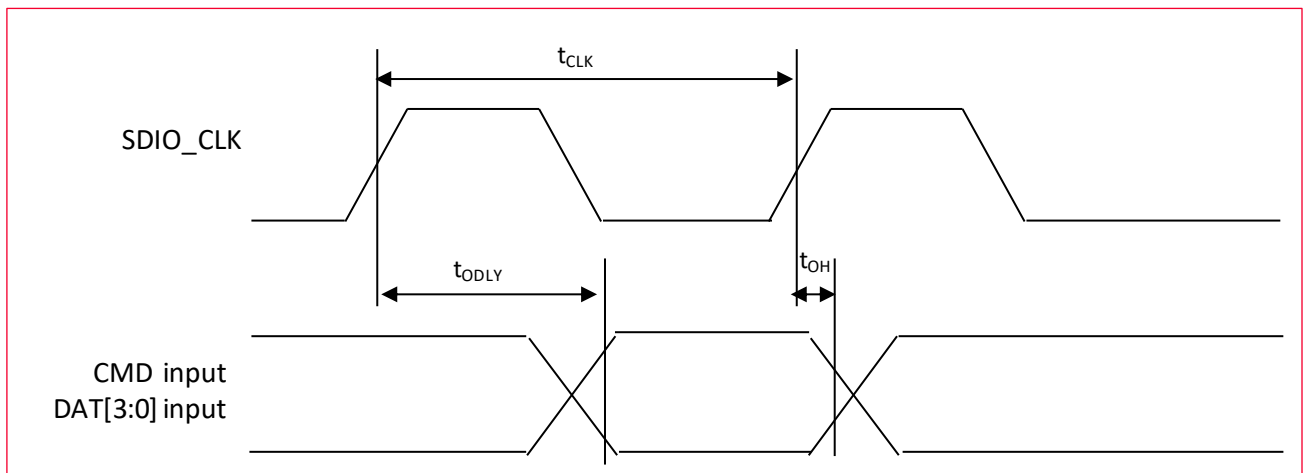 tCLK
SDIO_CLK
tODLY
tOH
CMD input
DAT[3:0] input